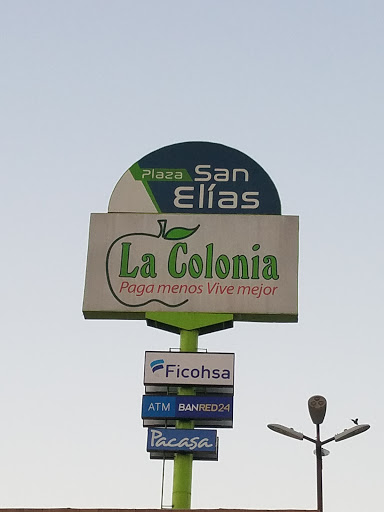 Plaza San
Elías
La Colonia
Paga menos Vive mejor
Ficohsa
ATM BANRED24
Pacasa